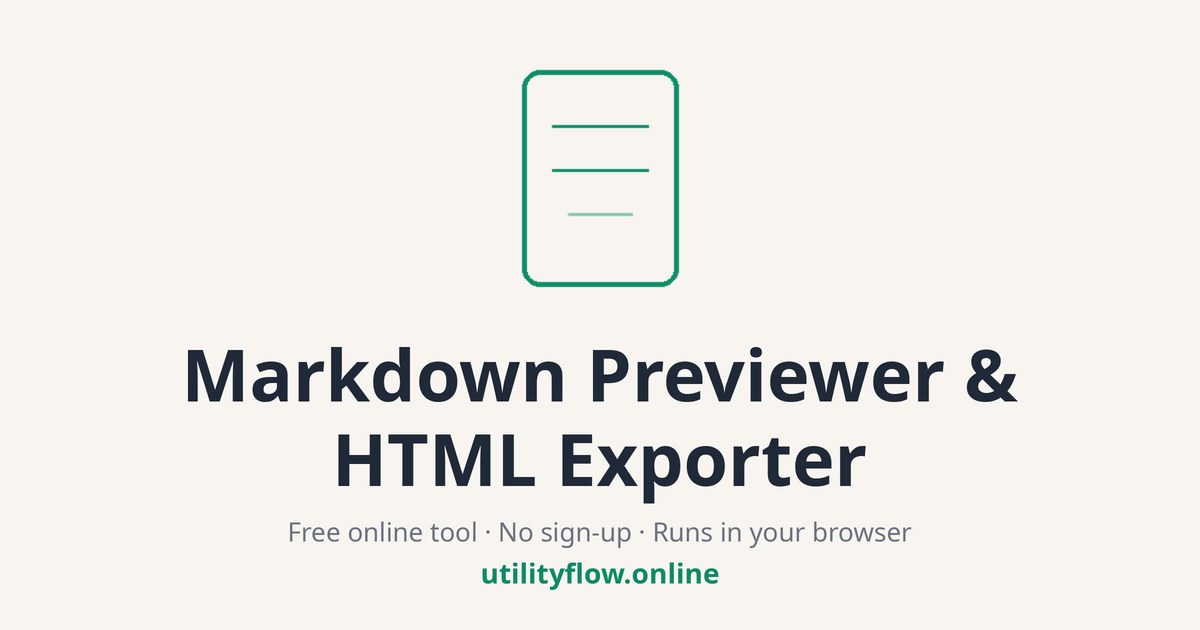 Markdown Previewer &
HTML Exporter
Free online tool · No sign-up · Runs in your browser
utilityflow.online